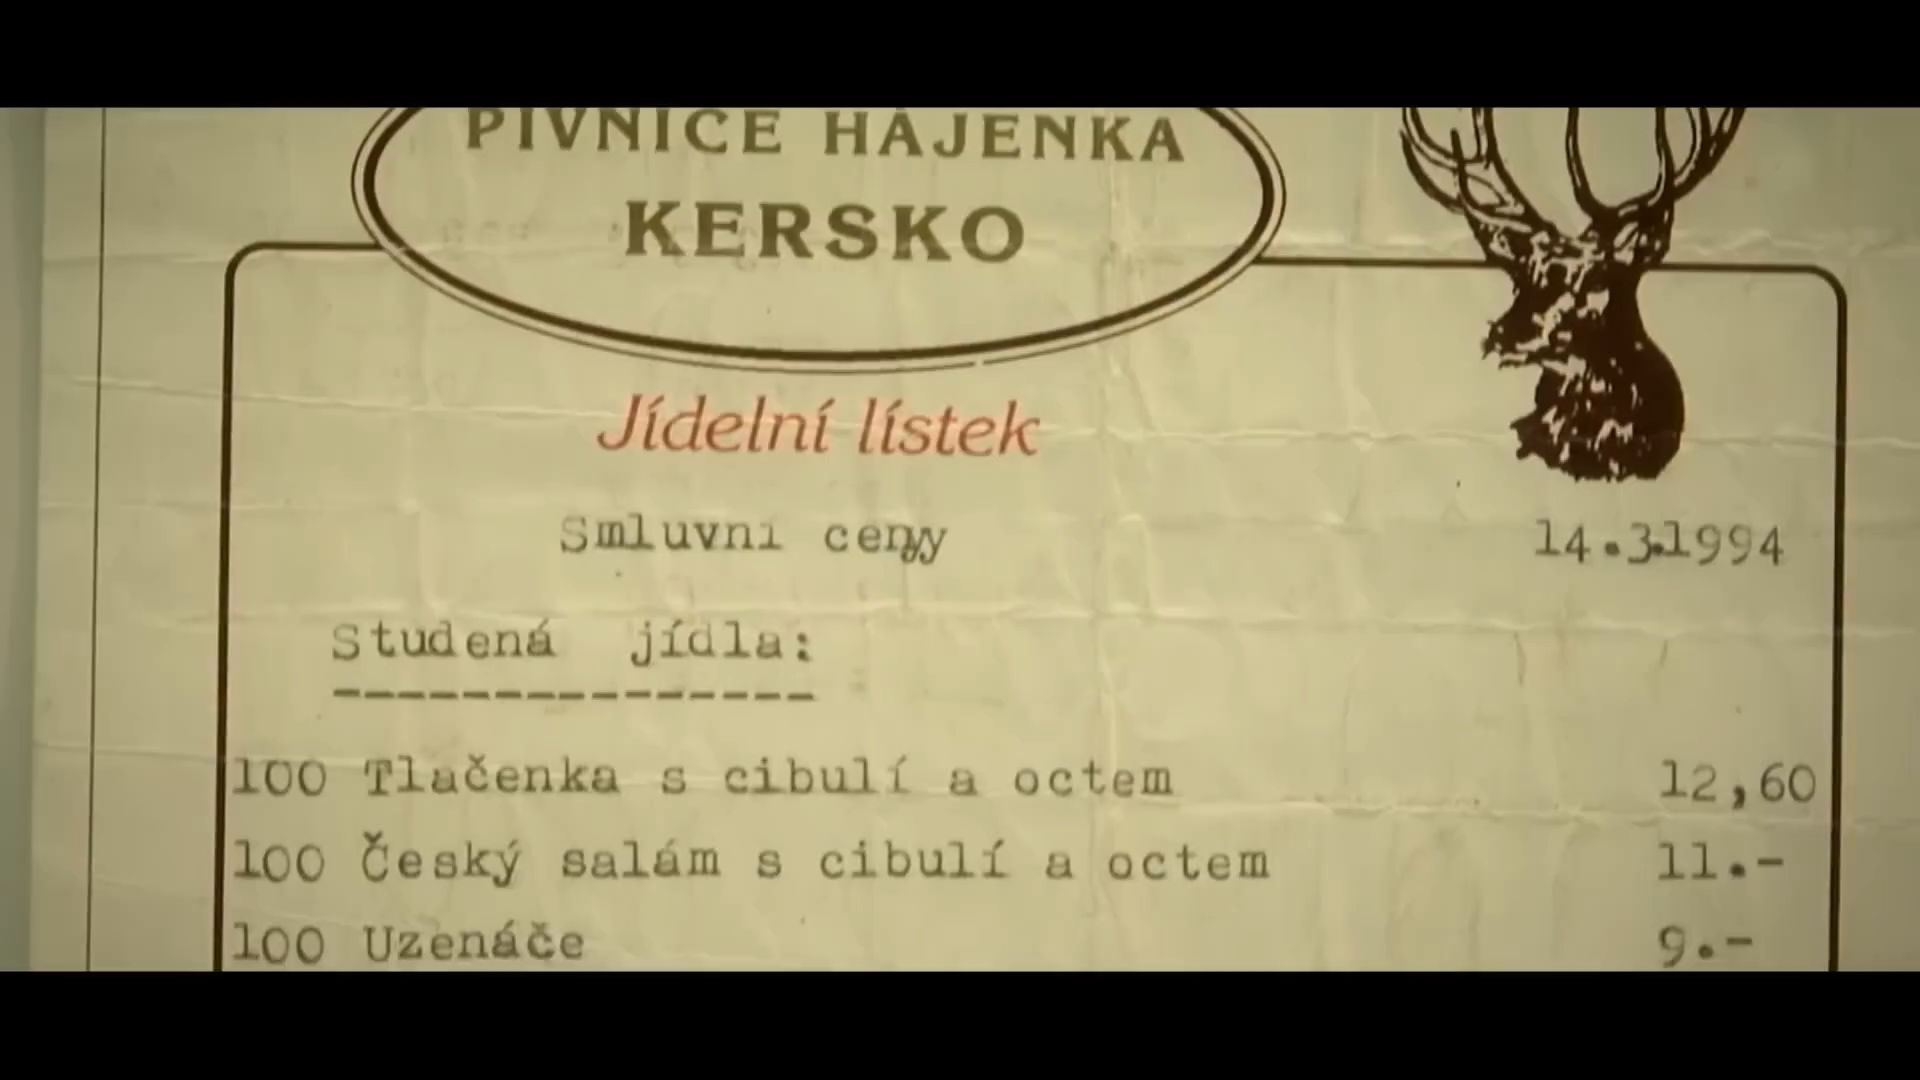 PIVNICE HÁJENKA
KERSKO
Jídelní lístek
Smluvní ceny
14.3.1994
Studená jídla:
---------------
100 Tlačenka s cibulí a octem 12,60
100 Český salám s cibulí a octem 11.-
100 Uzenáče 9.-